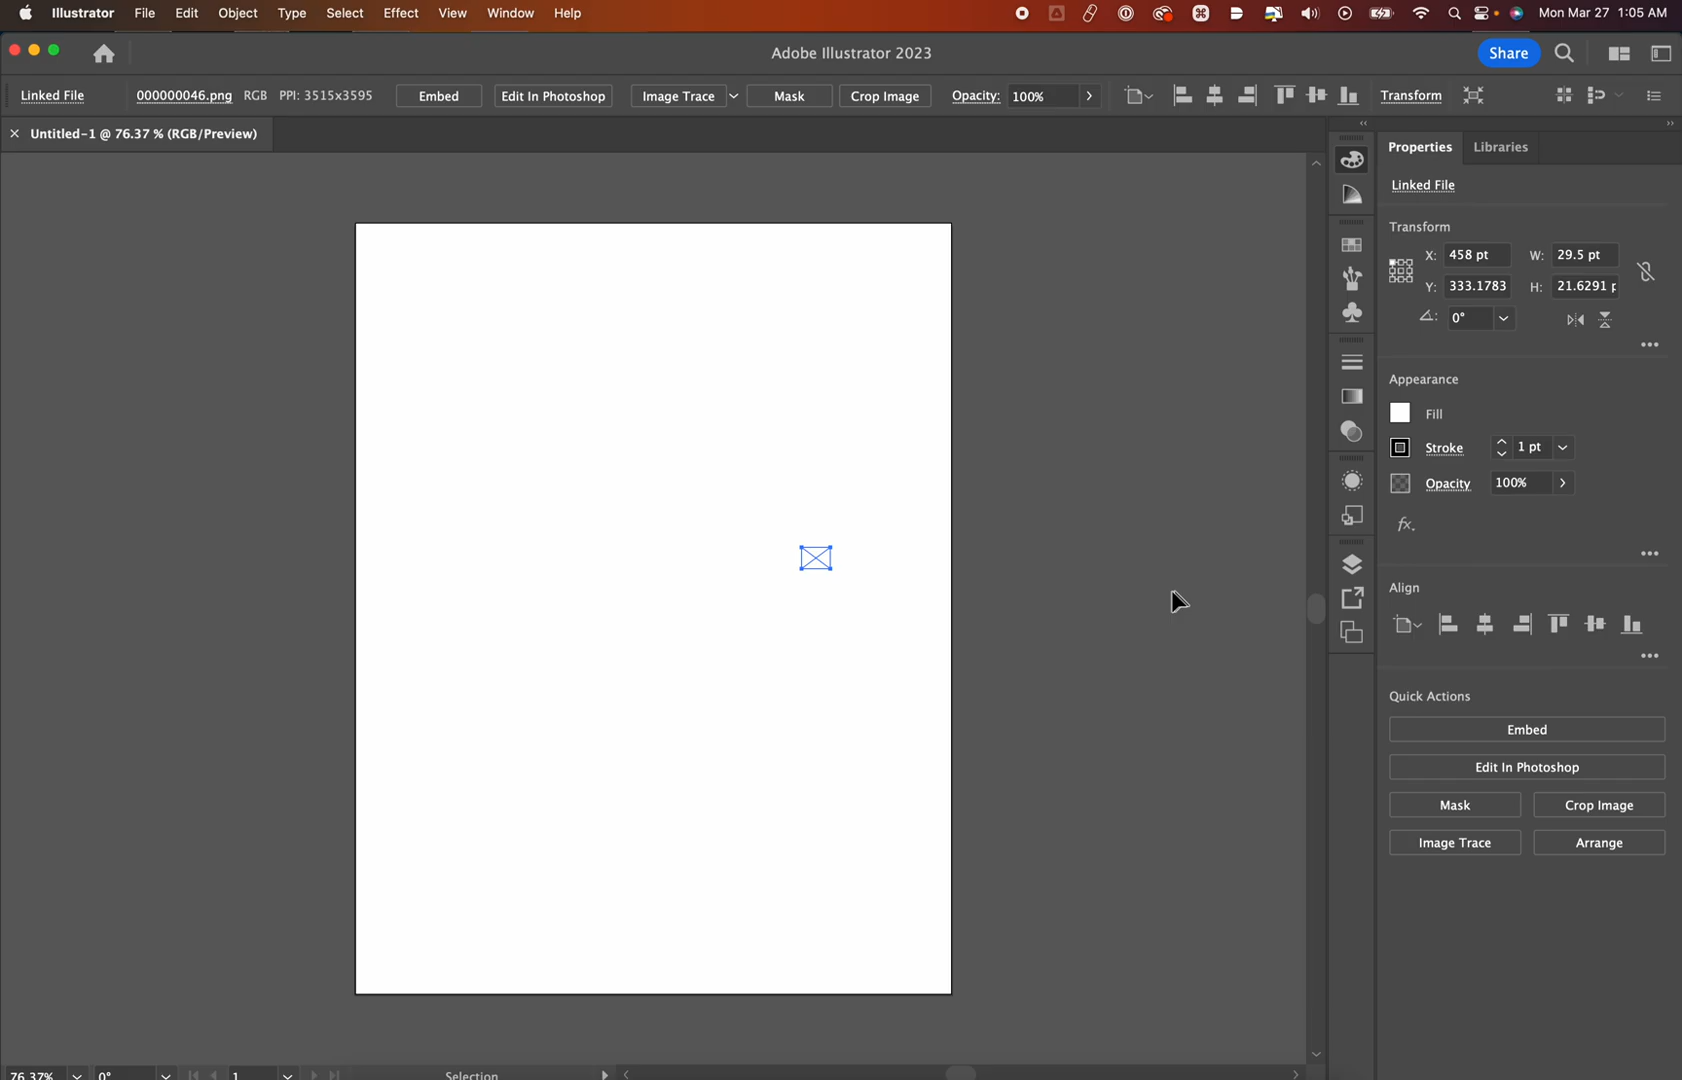 Illustrator File Edit Object Type Select Effect View Window Help Mon Mar 27 1:05 AM
Adobe Illustrator 2023 Share
Linked File 000000046.png RGB PPI: 3515x3595 Embed Edit In Photoshop Image Trace Mask Crop Image Opacity: 100% Transform
Untitled-1 @ 76.37 % (RGB/Preview)
Properties Libraries
Linked File
Transform
X: 458 pt W: 29.5 pt
Y: 333.1783 H: 21.6291 p
0°
Appearance
Fill
Stroke 1 pt
Opacity 100%
fx.
Align
Quick Actions
Embed
Edit In Photoshop
Mask Crop Image
Image Trace Arrange
76.37% 0° 1 Selection